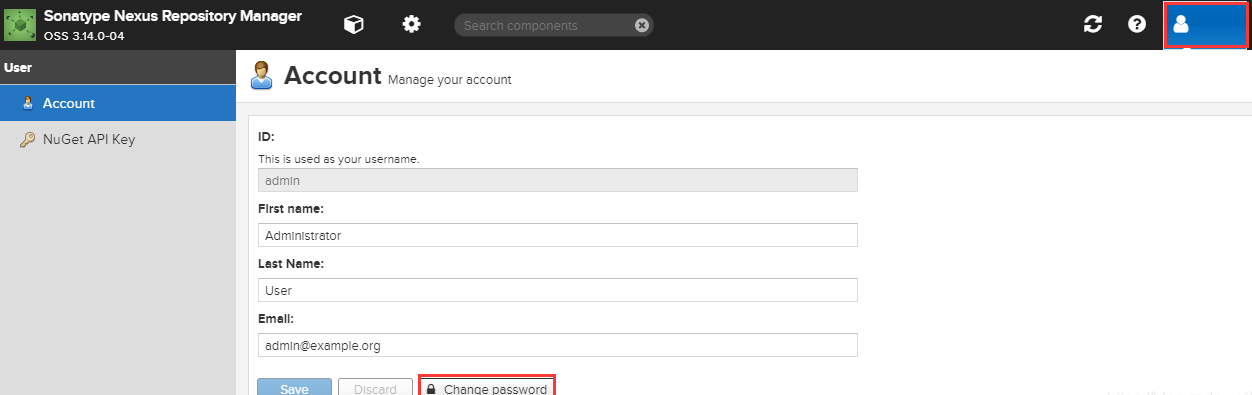 Sonatype Nexus Repository Manager
OSS 3.14.0-04
Search components
User
Account
NuGet API Key
Account Manage your account
ID:
This is used as your username.
admin
First name:
Administrator
Last Name:
User
Email:
admin@example.org
Save Discard Change password